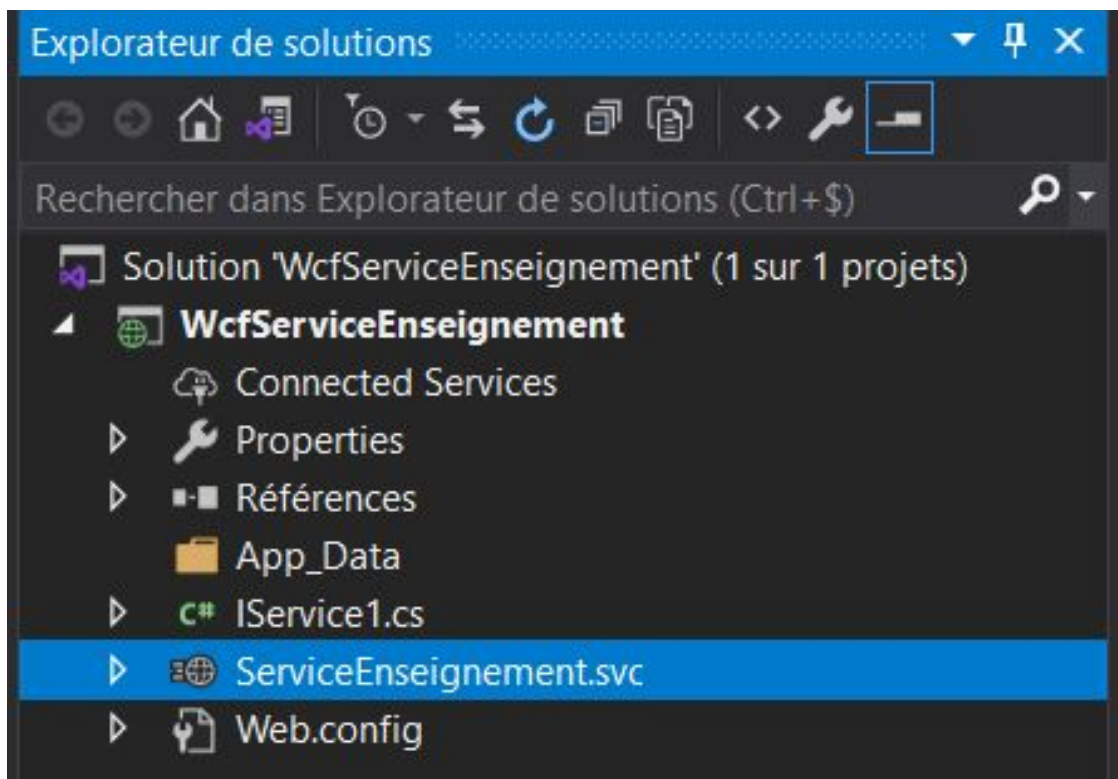 Explorateur de solutions
Rechercher dans Explorateur de solutions (Ctrl+$)
Solution 'WcfServiceEnseignement' (1 sur 1 projets)
WcfServiceEnseignement
Connected Services
Properties
Références
App_Data
C# IService1.cs
ServiceEnseignement.svc
Web.config